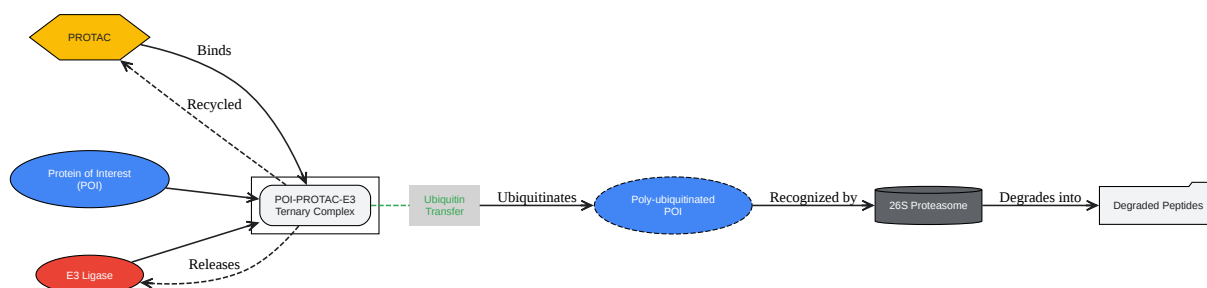 PROTAC
Binds
Recycled
Protein of Interest
(POI)
POI-PROTAC-E3
Ternary Complex
Ubiquitin
Transfer
Ubiquitinates
Poly-ubiquitinated
POI
Recognized by
26S Proteasome
Degrades into
Degraded Peptides
E3 Ligase
Releases